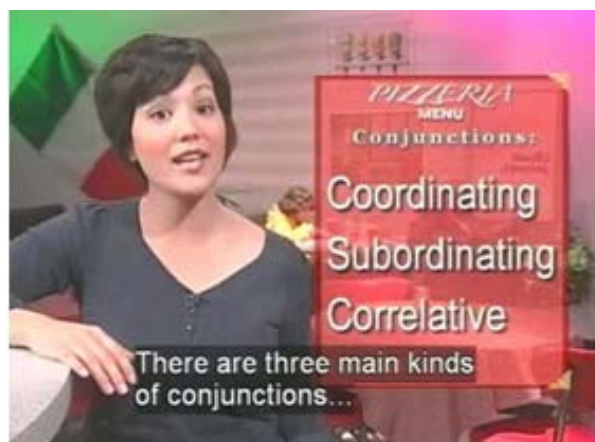 PIZZERIA
MENU
Conjunctions:
Coordinating
Subordinating
Correlative
There are three main kinds
of conjunctions...